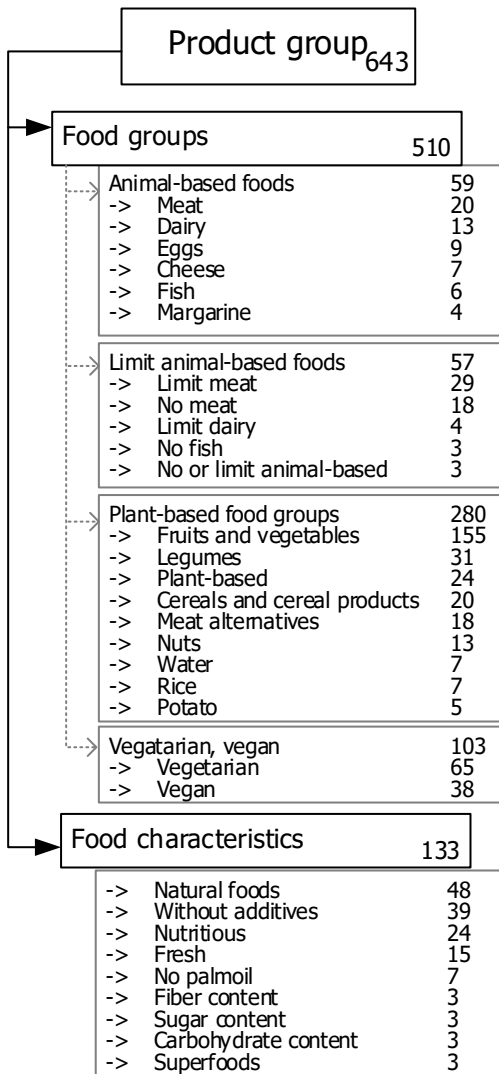 Product group 643
Food groups 510
Animal-based foods 59
-> Meat 20
-> Dairy 13
-> Eggs 9
-> Cheese 7
-> Fish 6
-> Margarine 4
Limit animal-based foods 57
-> Limit meat 29
-> No meat 18
-> Limit dairy 4
-> No fish 3
-> No or limit animal-based 3
Plant-based food groups 280
-> Fruits and vegetables 155
-> Legumes 31
-> Plant-based 24
-> Cereals and cereal products 20
-> Meat alternatives 18
-> Nuts 13
-> Water 7
-> Rice 7
-> Potato 5
Vegatarian, vegan 103
-> Vegetarian 65
-> Vegan 38
Food characteristics 133
-> Natural foods 48
-> Without additives 39
-> Nutritious 24
-> Fresh 15
-> No palmoil 7
-> Fiber content 3
-> Sugar content 3
-> Carbohydrate content 3
-> Superfoods 3